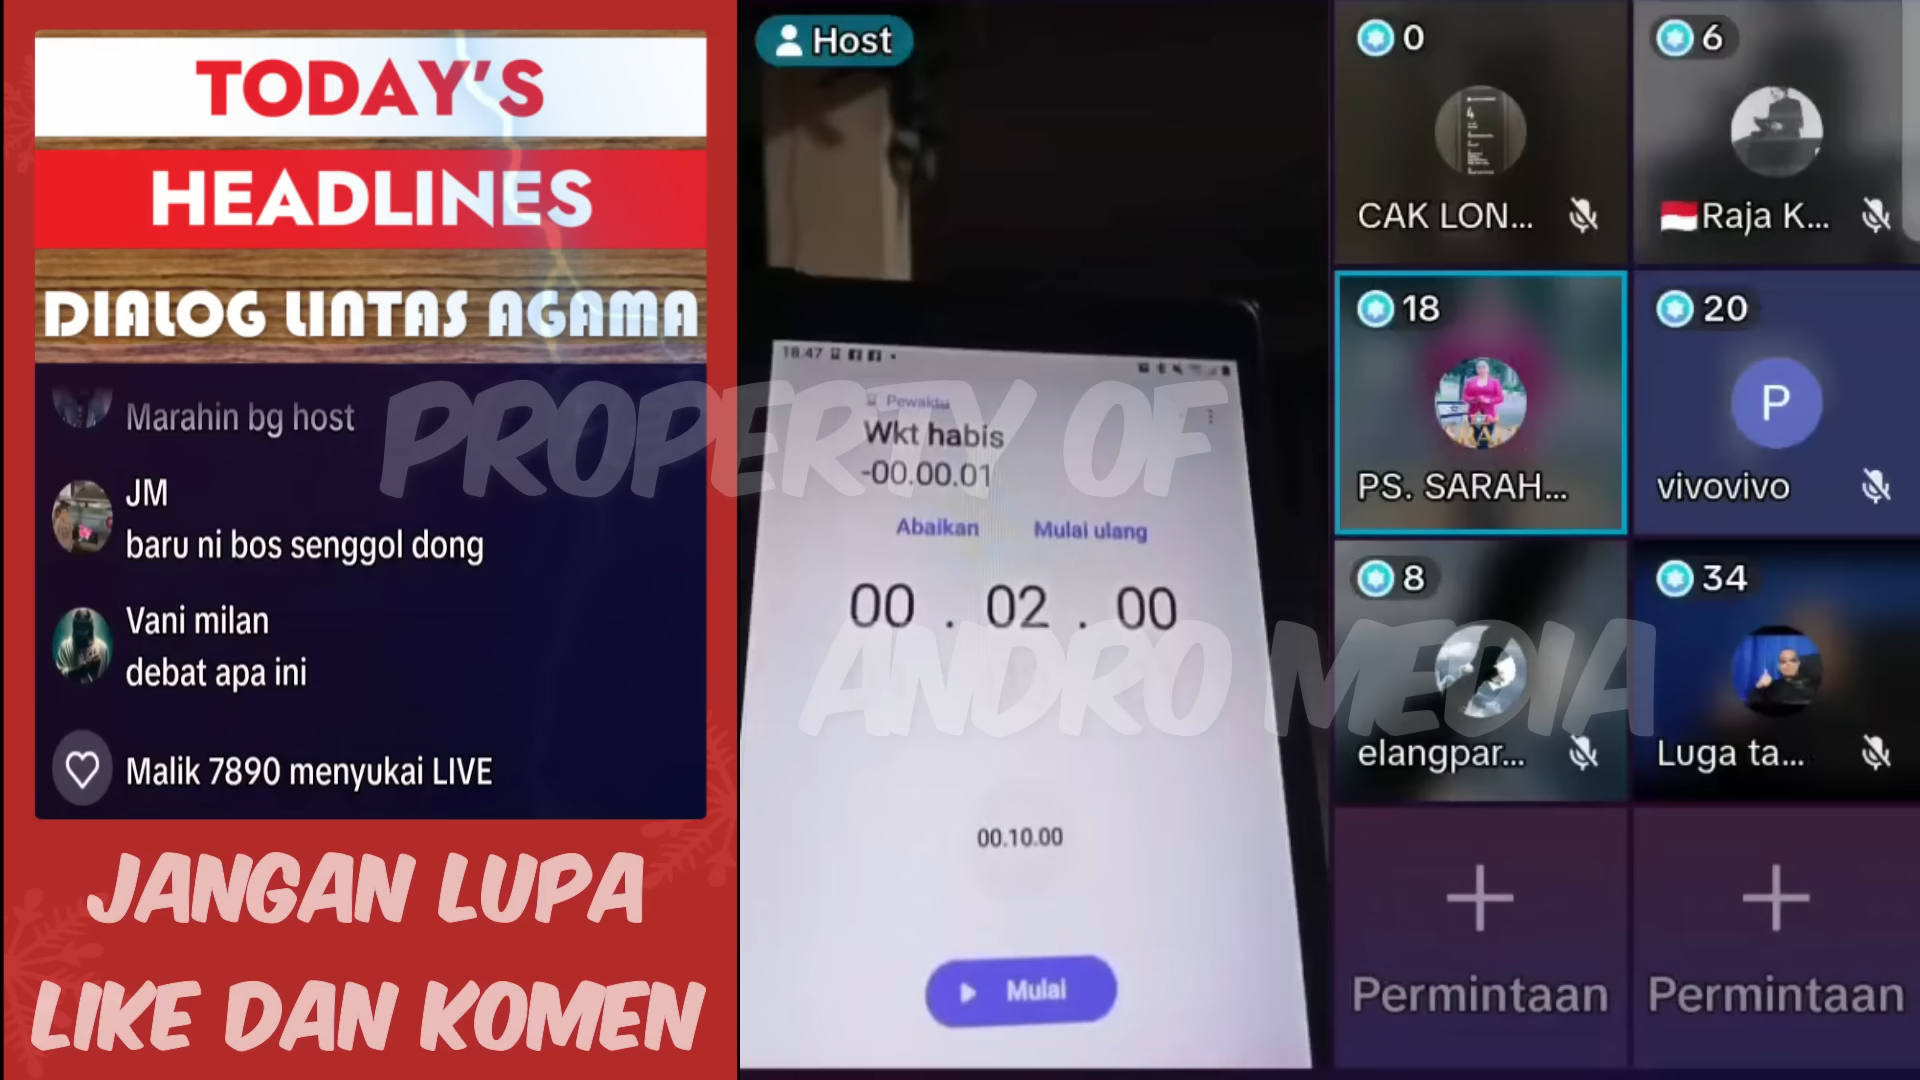 TODAY'S
HEADLINES
DIALOG LINTAS AGAMA
Marahin bg host
JM
baru ni bos senggol dong
Vani milan
debat apa ini
Malik 7890 menyukai LIVE
JANGAN LUPA
LIKE DAN KOMEN
PROPERTY OF
ANDRO MEDIA
Host
18.47
Pewaktu
Wkt habis
-00.00.01
Abaikan Mulai ulang
00 . 02 . 00
00.10.00
Mulai
0
CAK LON...
6
Raja K...
18
PS. SARAH...
20
P
vivovivo
8
elangpar...
34
Luga ta...
Permintaan
Permintaan